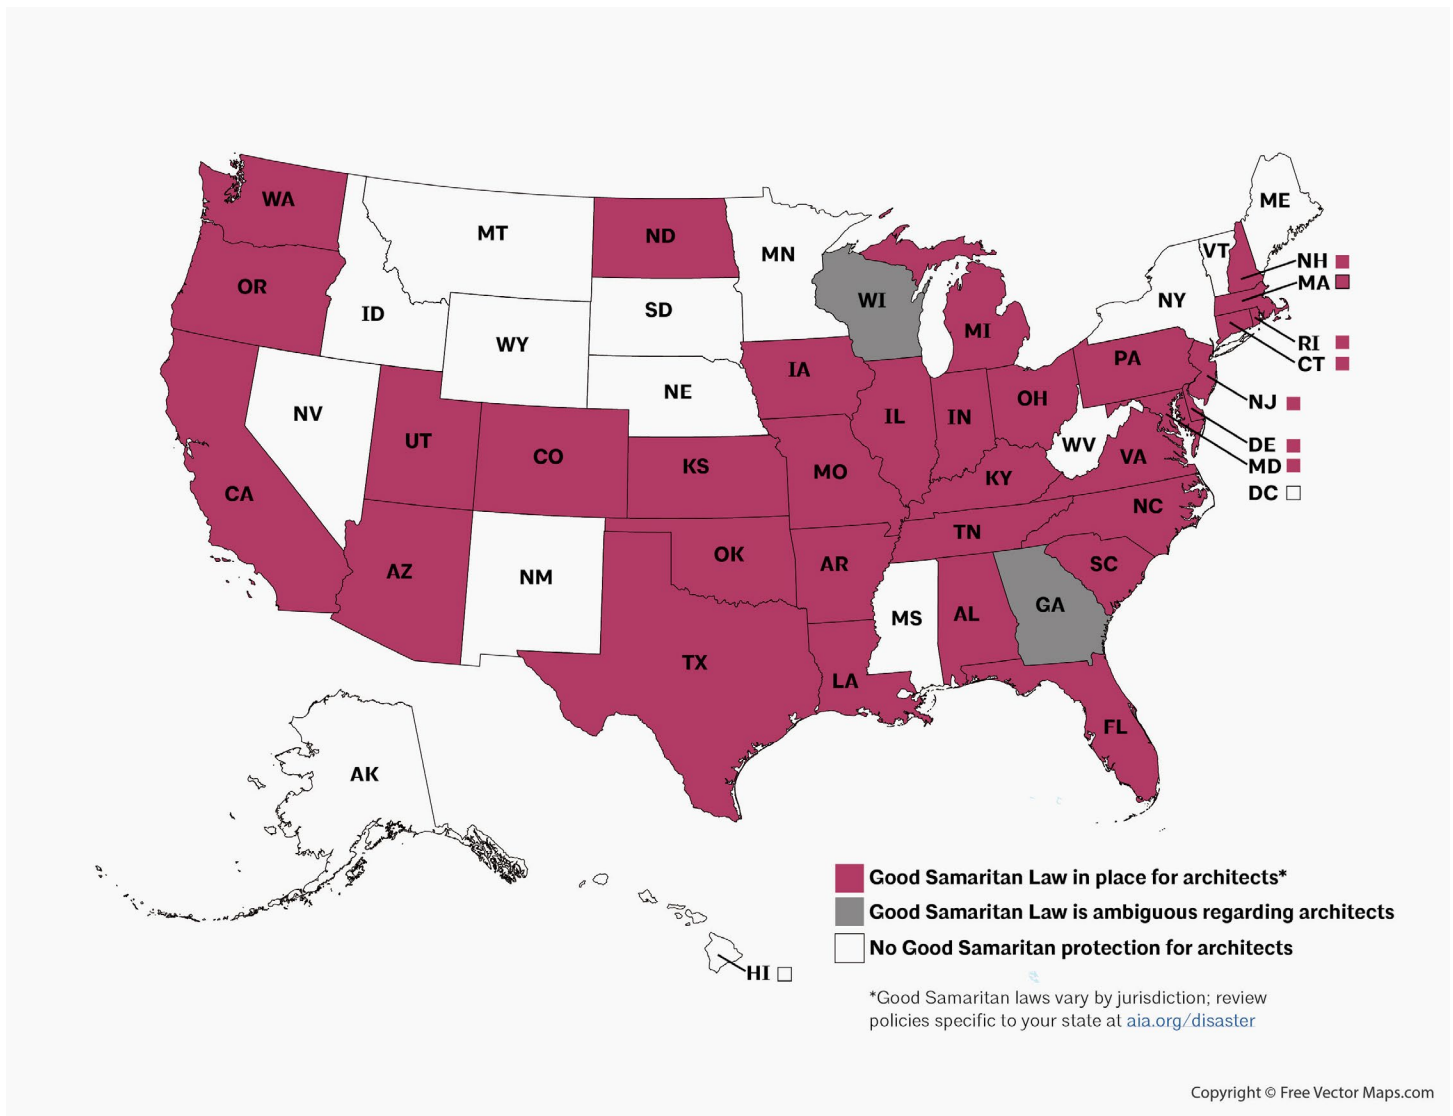 WA
MT
ND
MN
ME
VT
NH
MA
OR
ID
SD
WI
NY
MI
RI
CT
WY
IA
PA
NE
NJ
NV
OH
IL
IN
UT
CO
KS
MO
KY
WV
VA
DE
MD
DC
CA
NC
TN
OK
AR
SC
AZ
NM
GA
MS
AL
TX
LA
FL
AK
HI
Good Samaritan Law in place for architects*
Good Samaritan Law is ambiguous regarding architects
No Good Samaritan protection for architects
*Good Samaritan laws vary by jurisdiction; review
policies specific to your state at aia.org/disaster
Copyright © Free Vector Maps.com